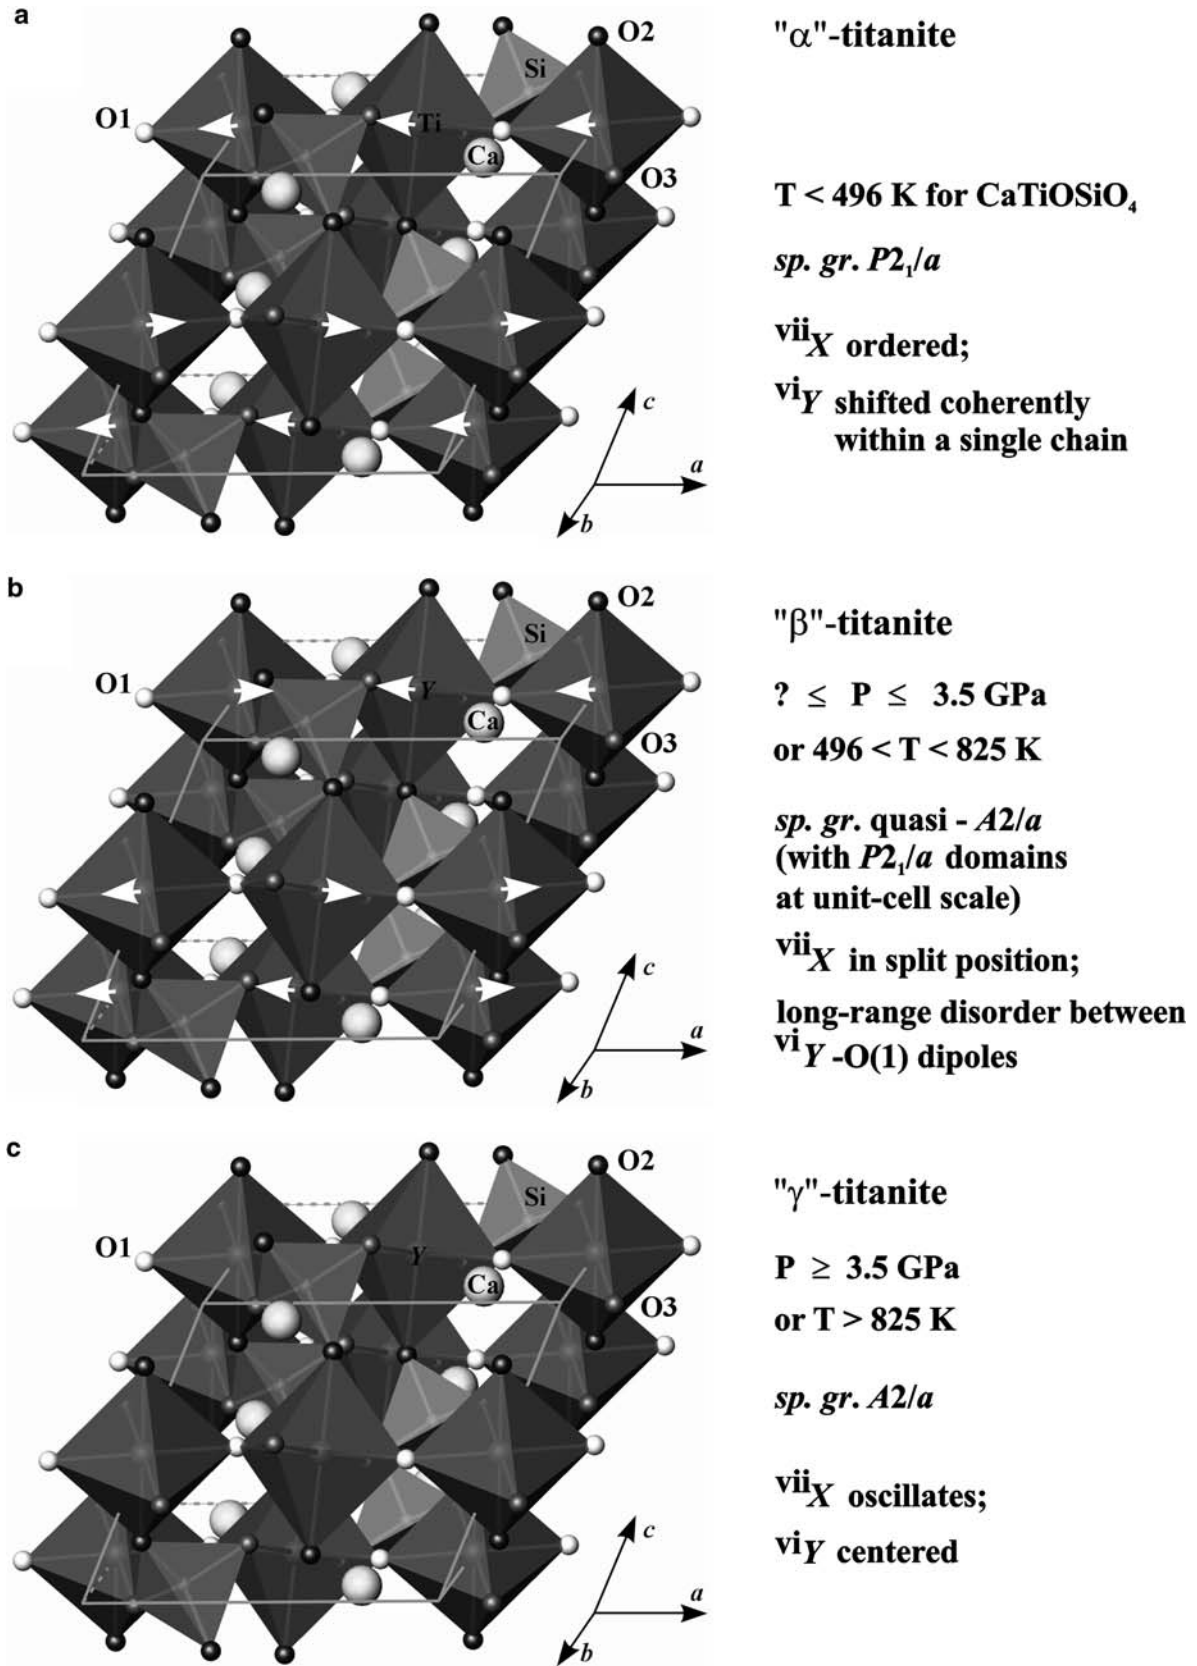 a
O2
"α"-titanite
Si
O1
Ti
Ca
O3
T < 496 K for CaTiOSiO₄
sp. gr. P2₁/a
ᵛⁱⁱX ordered;
ᵛⁱY shifted coherently
within a single chain
c
a
b
b
O2
"β"-titanite
Si
O1
Y
Ca
O3
? ≤ P ≤ 3.5 GPa
or 496 < T < 825 K
sp. gr. quasi - A2/a
(with P2₁/a domains
at unit-cell scale)
ᵛⁱⁱX in split position;
long-range disorder between
ᵛⁱY -O(1) dipoles
c
a
b
c
O2
"γ"-titanite
Si
O1
Y
Ca
O3
P ≥ 3.5 GPa
or T > 825 K
sp. gr. A2/a
ᵛⁱⁱX oscillates;
ᵛⁱY centered
c
a
b